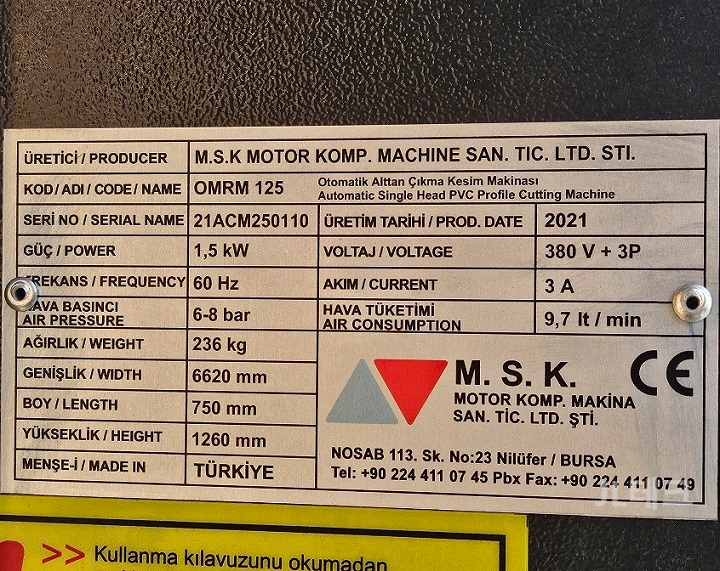 ÜRETİCİ / PRODUCER M.S.K MOTOR KOMP. MACHINE SAN. TIC. LTD. STI.
KOD / ADI / CODE / NAME OMRM 125 Otomatik Alttan Çıkma Kesim Makinası
Automatic Single Head PVC Profile Cutting Machine
SERI NO / SERIAL NAME 21ACM250110 ÜRETİM TARİHİ / PROD. DATE 2021
GÜÇ / POWER 1,5 kW VOLTAJ / VOLTAGE 380 V + 3P
FREKANS / FREQUENCY 60 Hz AKIM / CURRENT 3 A
HAVA BASINCI
AIR PRESSURE 6-8 bar HAVA TÜKETİMİ
AIR CONSUMPTION 9,7 lt / min
AĞIRLIK / WEIGHT 236 kg
GENİŞLİK / WIDTH 6620 mm
BOY / LENGTH 750 mm
YÜKSEKLİK / HEIGHT 1260 mm
MENŞE-İ / MADE IN TÜRKİYE
M. S. K. CE
MOTOR KOMP. MAKİNA
SAN. TİC. LTD. ŞTİ.
NOSAB 113. Sk. No:23 Nilüfer / BURSA
Tel: +90 224 411 07 45 Pbx Fax: +90 224 411 07 49
>> Kullanma kılavuzunu okumadan